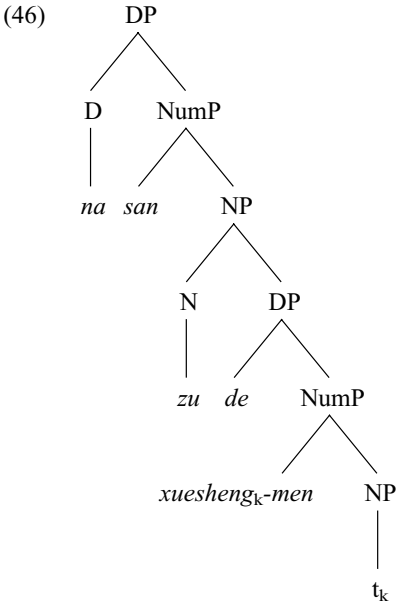 (46) DP
D NumP
na san NP
N DP
zu de NumP
xueshengk-men NP
tk